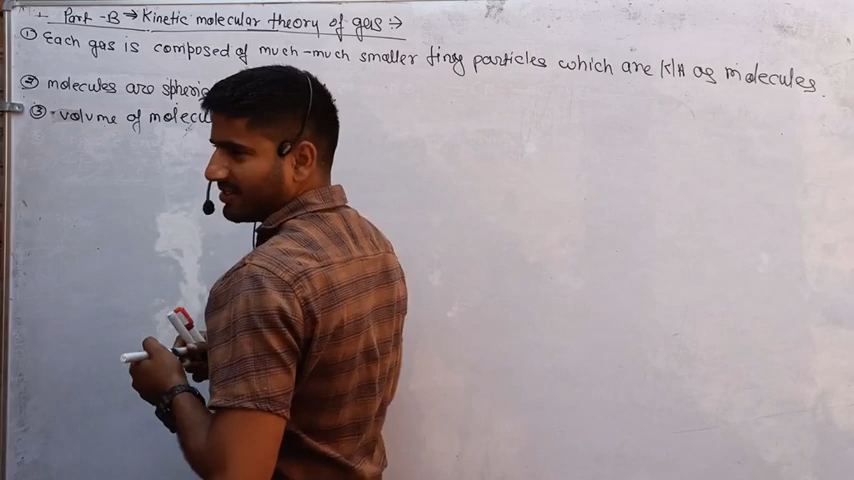 Part-B ⇒ Kinetic molecular theory of gas :→
① Each gas is composed of much-much smaller tiny particles which are K/A as molecules.
② molecules are spheric
③ volume of molecu